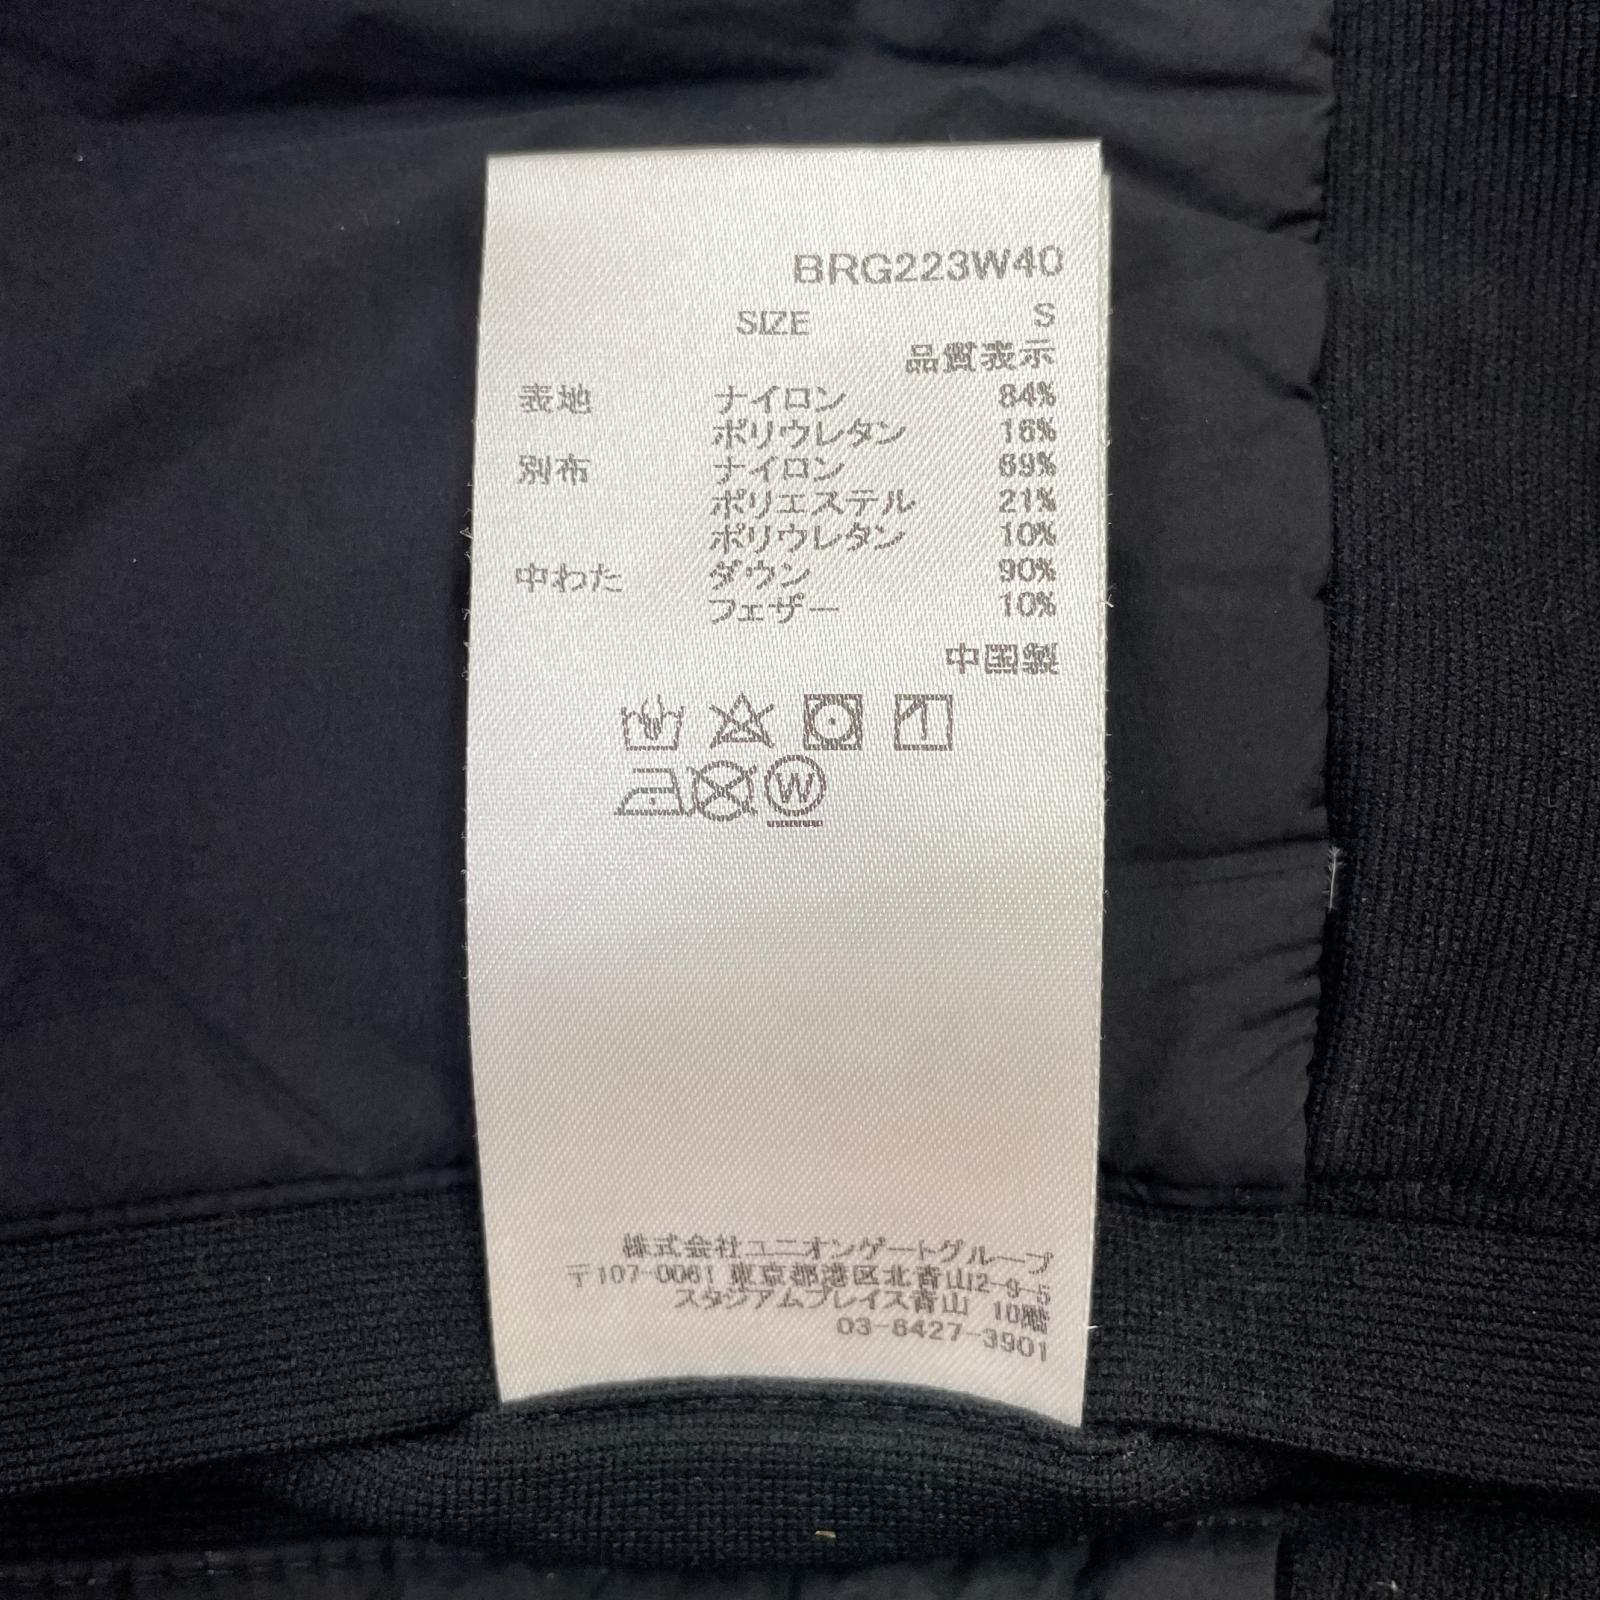 BRG223W40
SIZE S
品質表示
表地 ナイロン 84%
ポリウレタン 16%
別布 ナイロン 69%
ポリエステル 21%
ポリウレタン 10%
中わた ダウン 90%
フェザー 10%
中国製
W
株式会社ユニオンゲートグループ
〒107-0061 東京都港区北青山2-9-5
スタジアムプレイス青山 10階
03-6427-3901